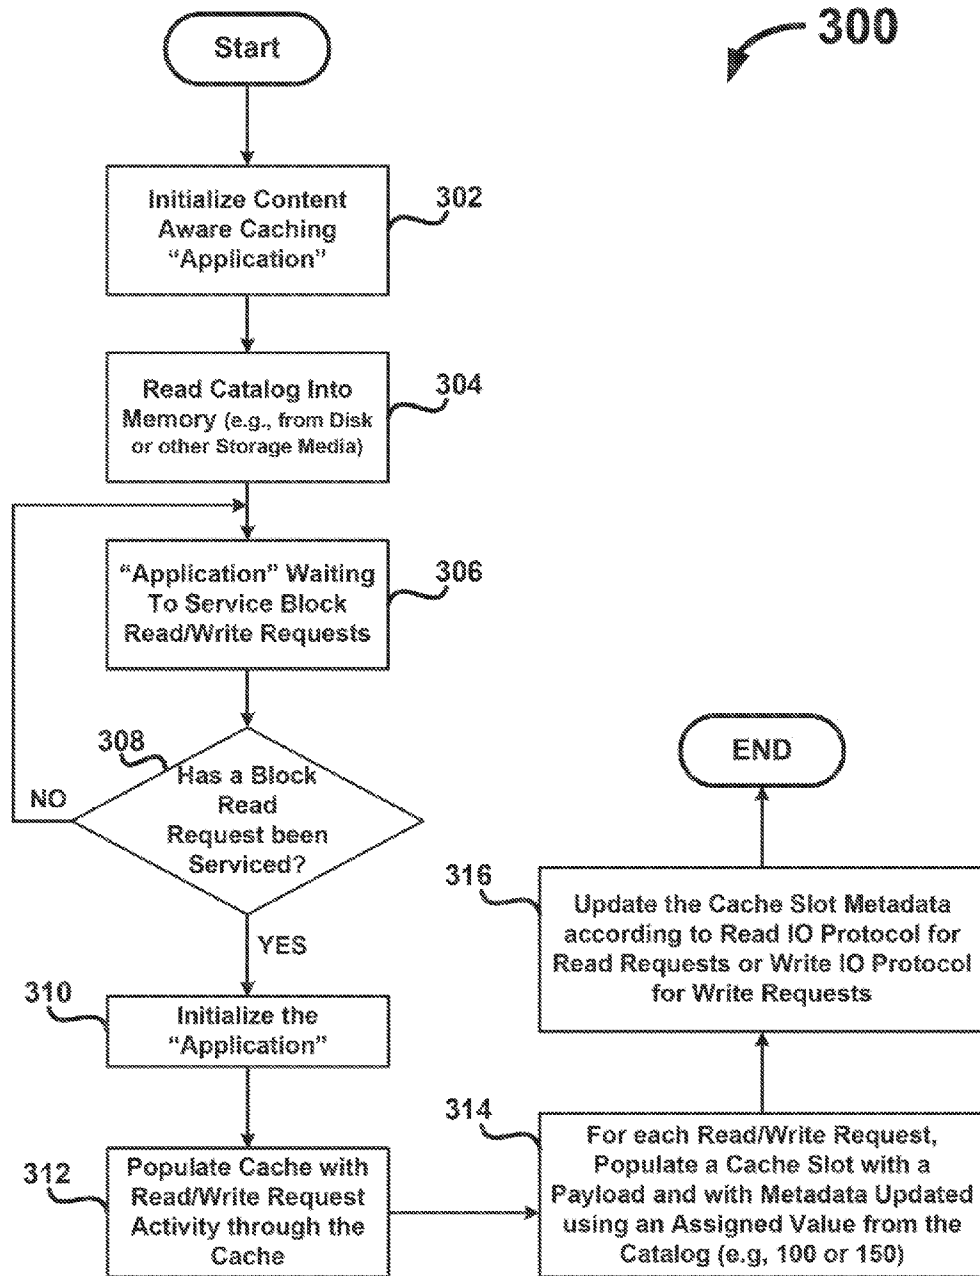 300
Start
302
Initialize Content
Aware Caching
“Application”
304
Read Catalog Into
Memory (e.g., from Disk
or other Storage Media)
306
“Application” Waiting
To Service Block
Read/Write Requests
308
Has a Block
Read
Request been
Serviced?
NO
YES
310
Initialize the
“Application”
312
Populate Cache with
Read/Write Request
Activity through the
Cache
314
For each Read/Write Request,
Populate a Cache Slot with a
Payload and with Metadata Updated
using an Assigned Value from the
Catalog (e.g, 100 or 150)
316
Update the Cache Slot Metadata
according to Read IO Protocol for
Read Requests or Write IO Protocol
for Write Requests
END